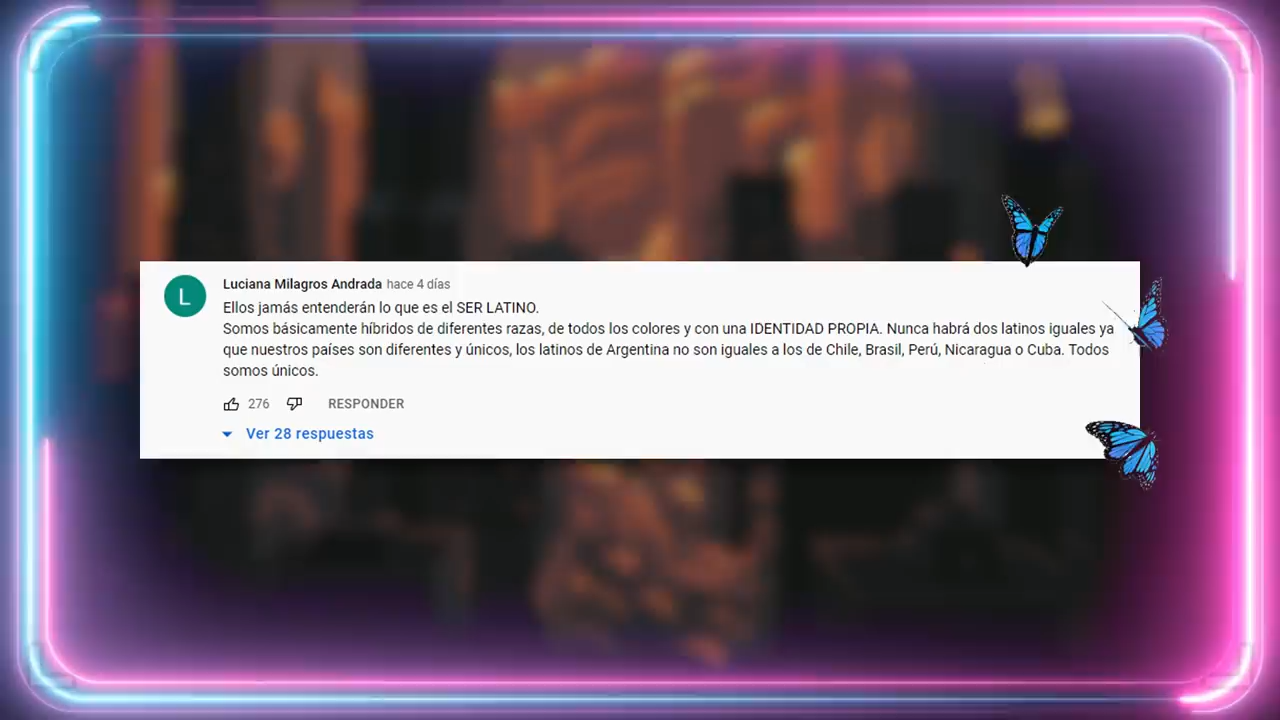 L
Luciana Milagros Andrada hace 4 días
Ellos jamás entenderán lo que es el SER LATINO.
Somos básicamente híbridos de diferentes razas, de todos los colores y con una IDENTIDAD PROPIA. Nunca habrá dos latinos iguales ya
que nuestros países son diferentes y únicos, los latinos de Argentina no son iguales a los de Chile, Brasil, Perú, Nicaragua o Cuba. Todos
somos únicos.
276 RESPONDER
Ver 28 respuestas